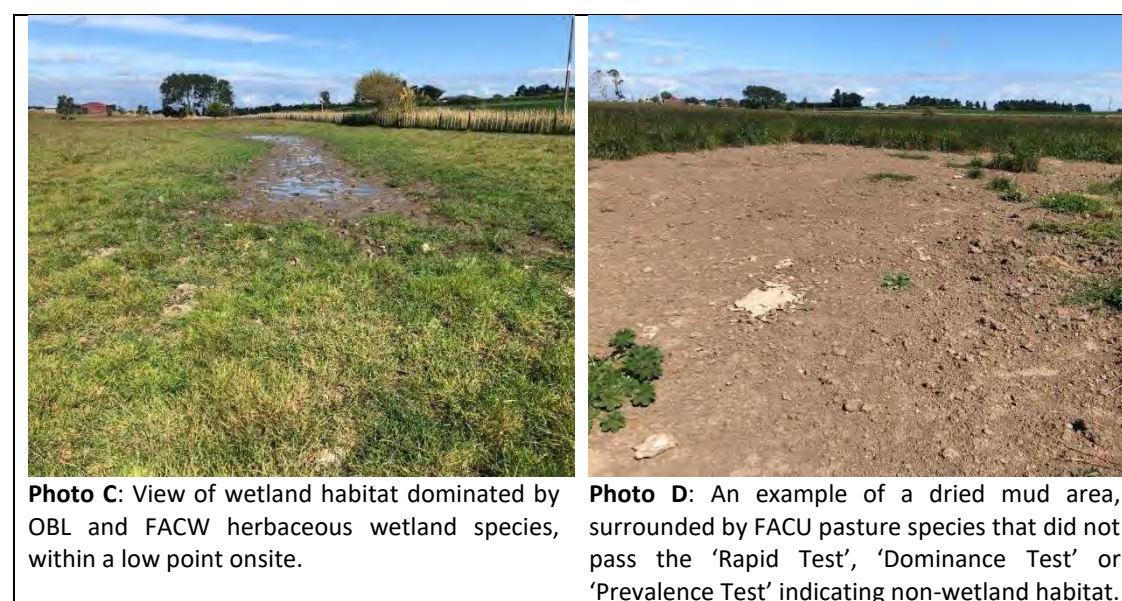 Photo C: View of wetland habitat dominated by
OBL and FACW herbaceous wetland species,
within a low point onsite.
Photo D: An example of a dried mud area,
surrounded by FACU pasture species that did not
pass the ‘Rapid Test’, ‘Dominance Test’ or
‘Prevalence Test’ indicating non-wetland habitat.